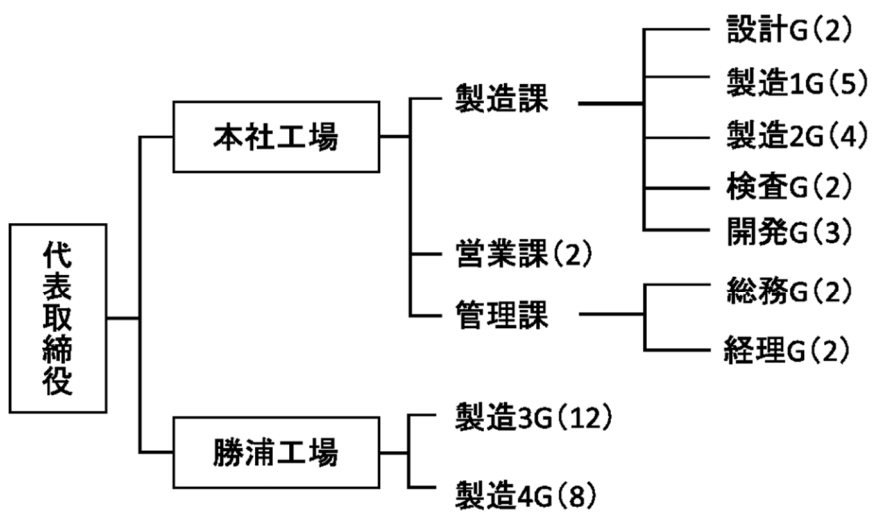 代表取締役
本社工場
製造課
設計G(2)
製造1G(5)
製造2G(4)
検査G(2)
開発G(3)
営業課(2)
管理課
総務G(2)
経理G(2)
勝浦工場
製造3G(12)
製造4G(8)